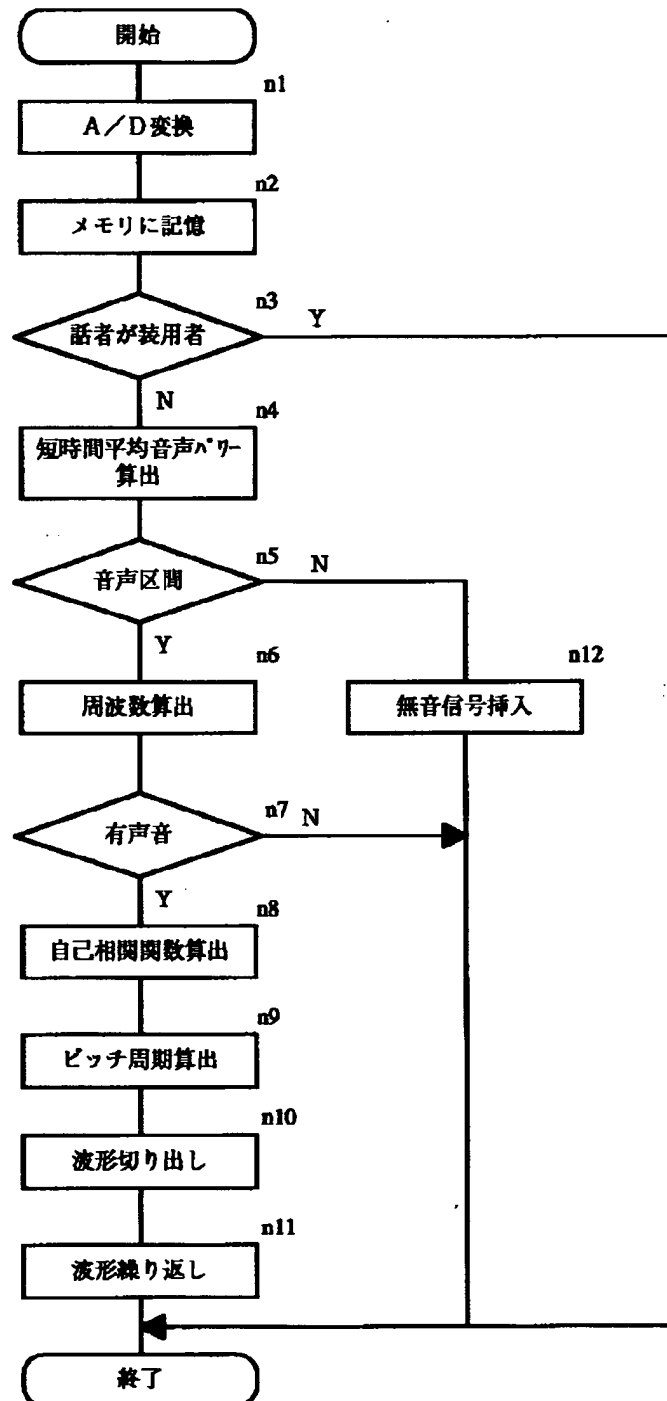 開始
n1
A／D変換
n2
メモリに記憶
n3
話者が装用者
Y
N
n4
短時間平均音声パワー
算出
n5
音声区間
N
Y
n6
周波数算出
n12
無音信号挿入
n7
有声音
N
Y
n8
自己相関関数算出
n9
ピッチ周期算出
n10
波形切り出し
n11
波形繰り返し
終了